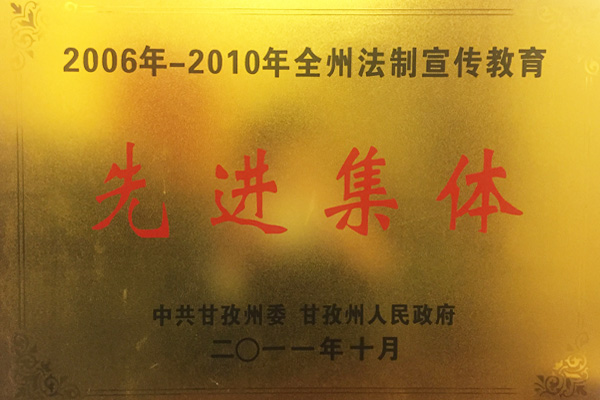 2006年-2010年全州法制宣传教育
先进集体
中共甘孜州委 甘孜州人民政府
二〇一一年十月